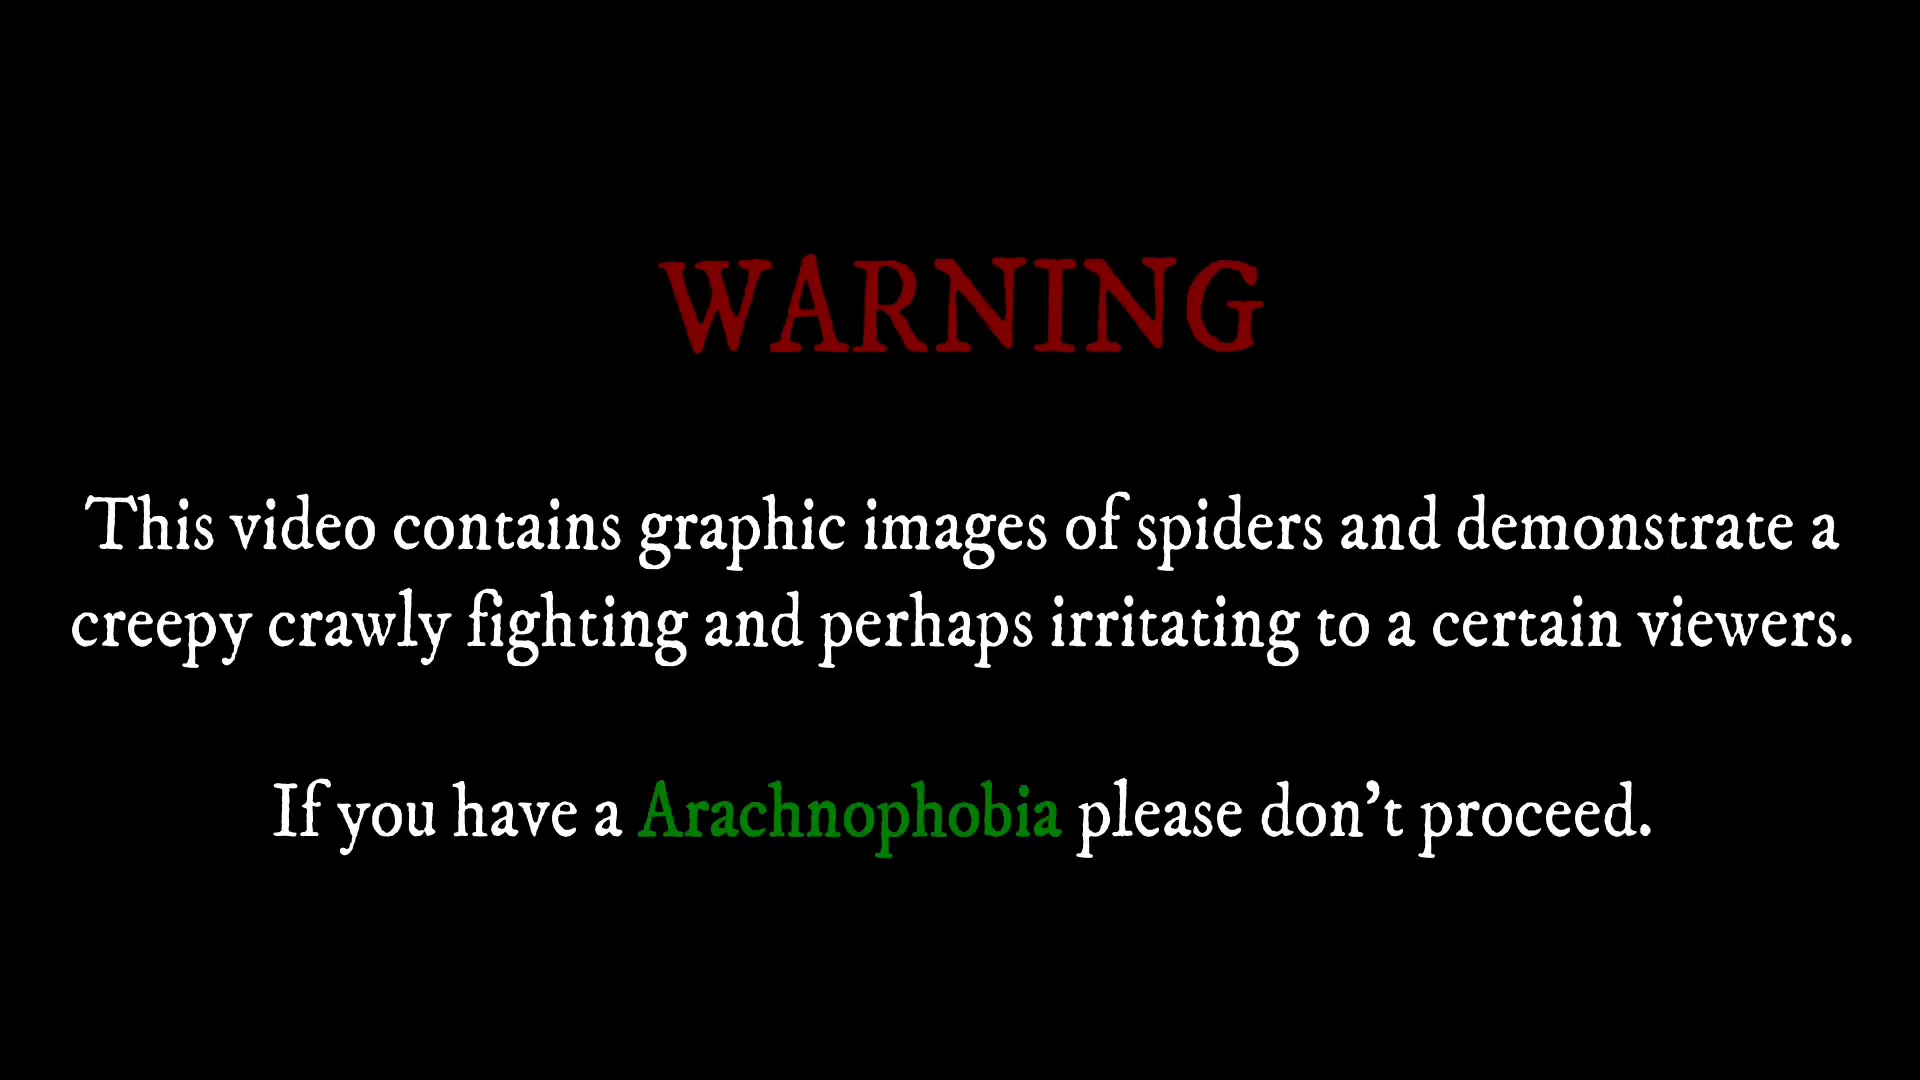 WARNING
This video contains graphic images of spiders and demonstrate a
creepy crawly fighting and perhaps irritating to a certain viewers.
If you have a Arachnophobia please don't proceed.